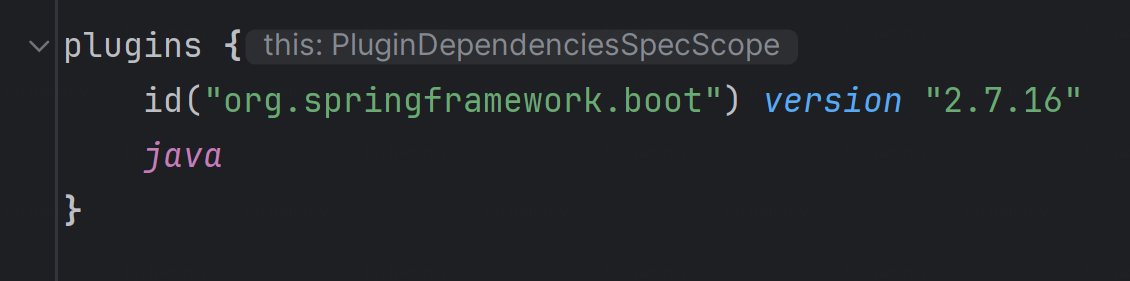 plugins { this: PluginDependenciesSpecScope
id("org.springframework.boot") version "2.7.16"
java
}